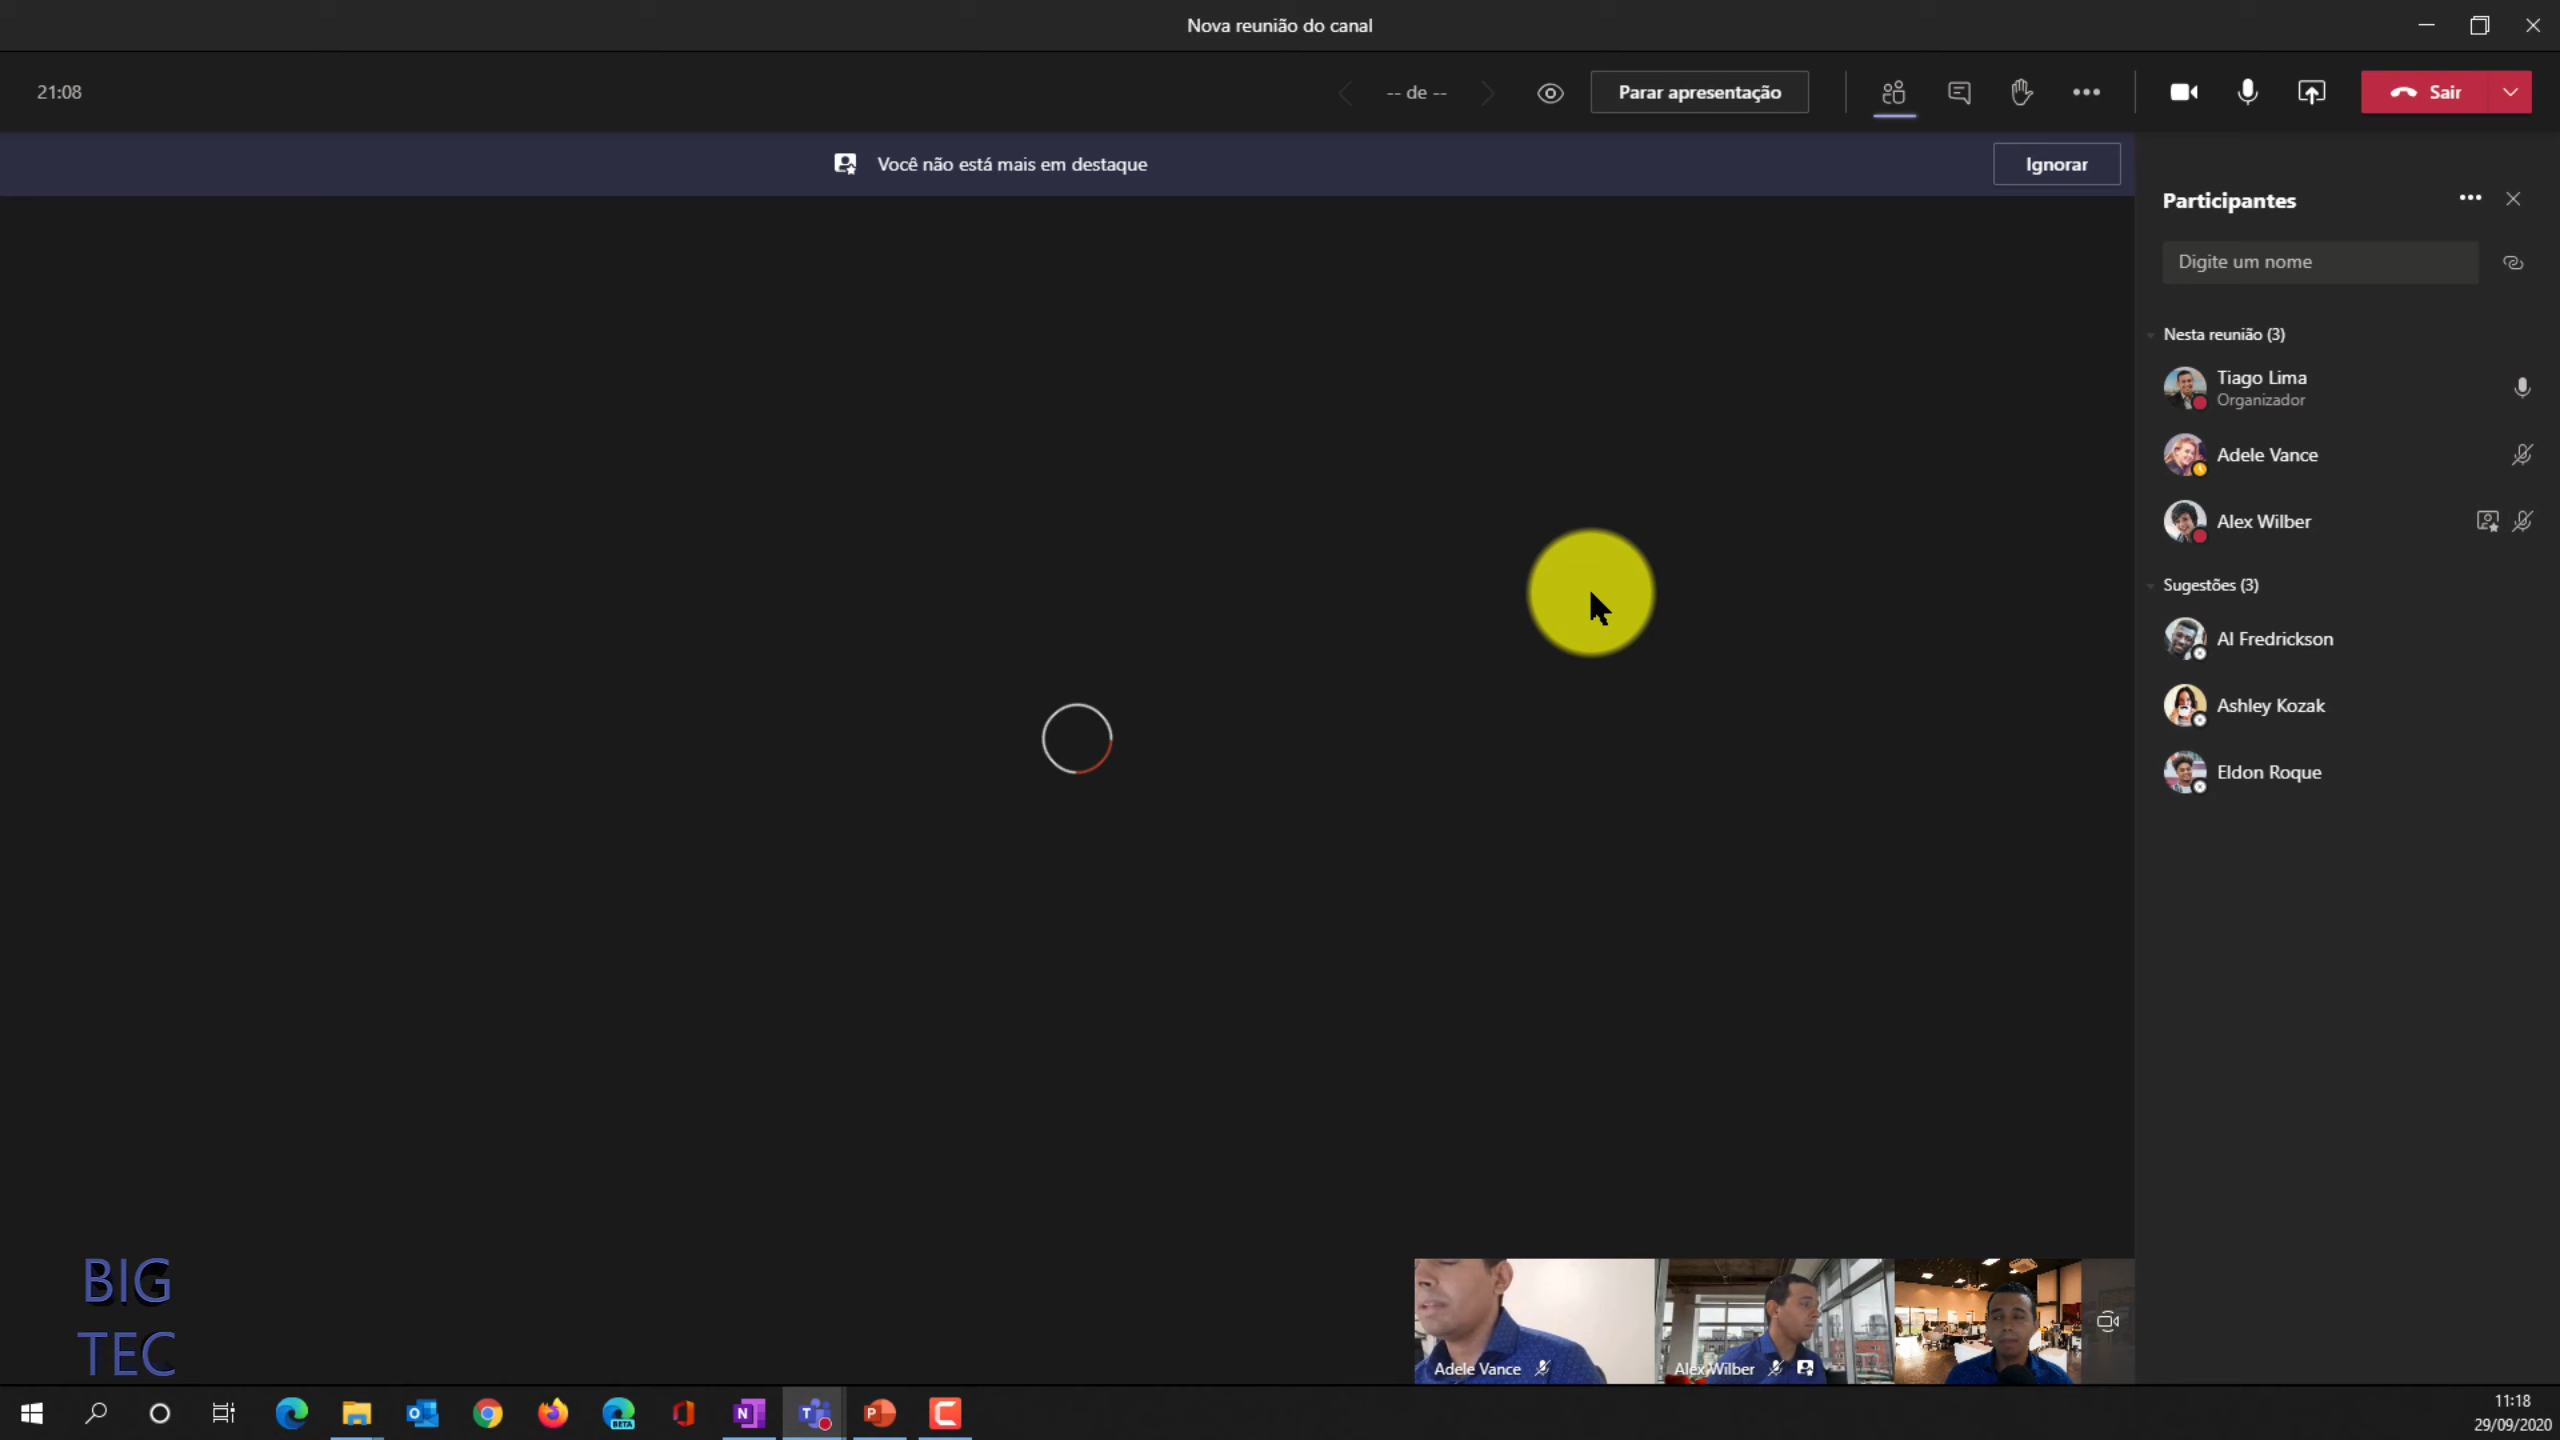 Nova reunião do canal
21:08
-- de --
Parar apresentação
Sair
Você não está mais em destaque
Ignorar
Participantes
Digite um nome
Nesta reunião (3)
Tiago Lima
Organizador
Adele Vance
Alex Wilber
Sugestões (3)
Al Fredrickson
Ashley Kozak
Eldon Roque
BIG
TEC
Adele Vance
Alex Wilber
BETA
11:18
29/09/2020